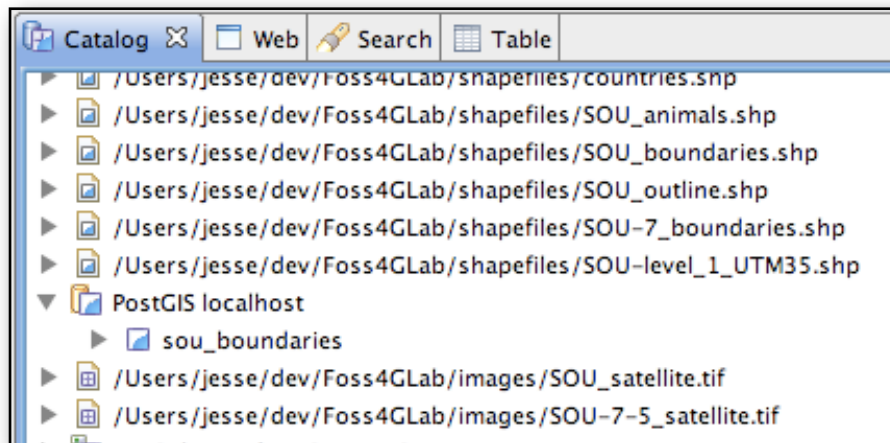 Catalog Web Search Table
/Users/jesse/dev/Foss4GLab/shapefiles/countries.shp
/Users/jesse/dev/Foss4GLab/shapefiles/SOU_animals.shp
/Users/jesse/dev/Foss4GLab/shapefiles/SOU_boundaries.shp
/Users/jesse/dev/Foss4GLab/shapefiles/SOU_outline.shp
/Users/jesse/dev/Foss4GLab/shapefiles/SOU-7_boundaries.shp
/Users/jesse/dev/Foss4GLab/shapefiles/SOU-level_1_UTM35.shp
PostGIS localhost
sou_boundaries
/Users/jesse/dev/Foss4GLab/images/SOU_satellite.tif
/Users/jesse/dev/Foss4GLab/images/SOU-7-5_satellite.tif